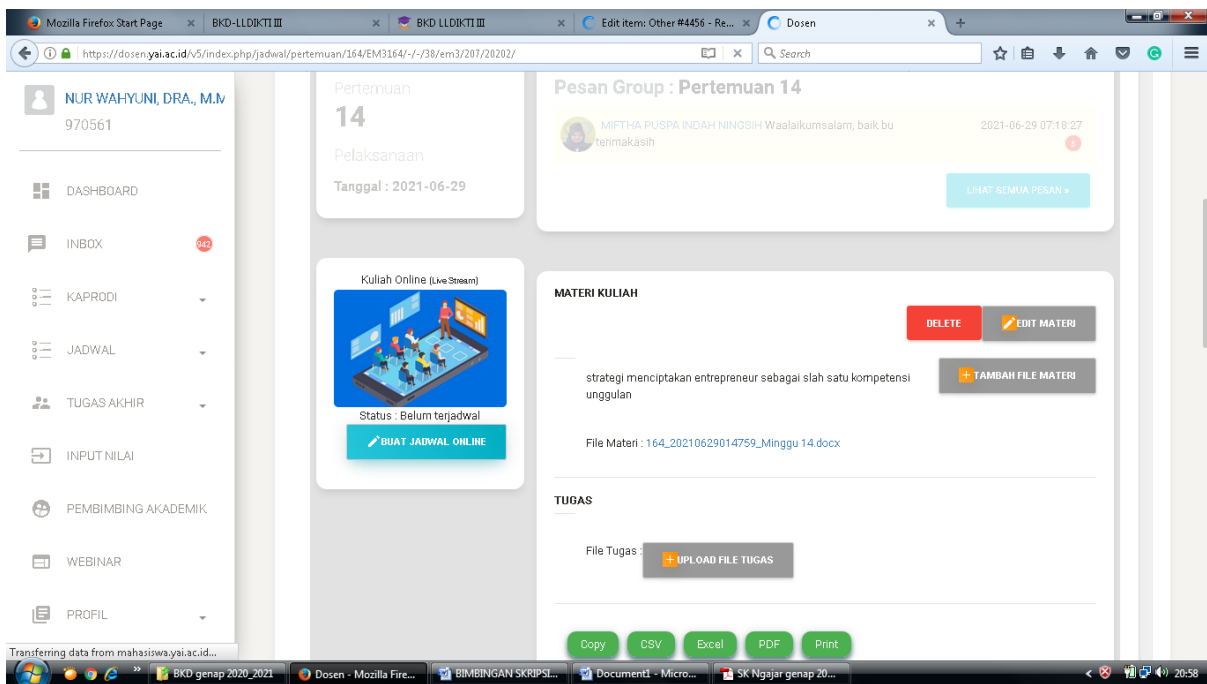 Mozilla Firefox Start Page
BKD-LLDIKTI III
BKD LLDIKTI III
Edit item: Other #4456 - Re...
Dosen
https://dosen.yai.ac.id/v5/index.php/jadwal/pertemuan/164/EM3164/-/-/38/em3/207/20202/
Search
NUR WAHYUNI, DRA., M.M
970561
DASHBOARD
INBOX
942
KAPRODI
JADWAL
TUGAS AKHIR
INPUT NILAI
PEMBIMBING AKADEMIK
WEBINAR
PROFIL
Transferring data from mahasiswa.yai.ac.id...
Pertemuan
14
Pelaksanaan
Tanggal : 2021-06-29
Pesan Group : Pertemuan 14
MIFTHA PUSPA INDAH NINGSIH Waalaikumsalam, baik bu
terimakasih
2021-06-29 07:18:27
LIHAT SEMUA PESAN »
Kuliah Online (Live Stream)
Status : Belum terjadwal
BUAT JADWAL ONLINE
MATERI KULIAH
DELETE
EDIT MATERI
TAMBAH FILE MATERI
strategi menciptakan entrepreneur sebagai slah satu kompetensi
unggulan
File Materi : 164_20210629014759_Minggu 14.docx
TUGAS
File Tugas :
UPLOAD FILE TUGAS
Copy
CSV
Excel
PDF
Print
BKD genap 2020_2021
Dosen - Mozilla Fire...
BIMBINGAN SKRIPSI...
Document1 - Micro...
SK Ngajar genap 20...
20:58